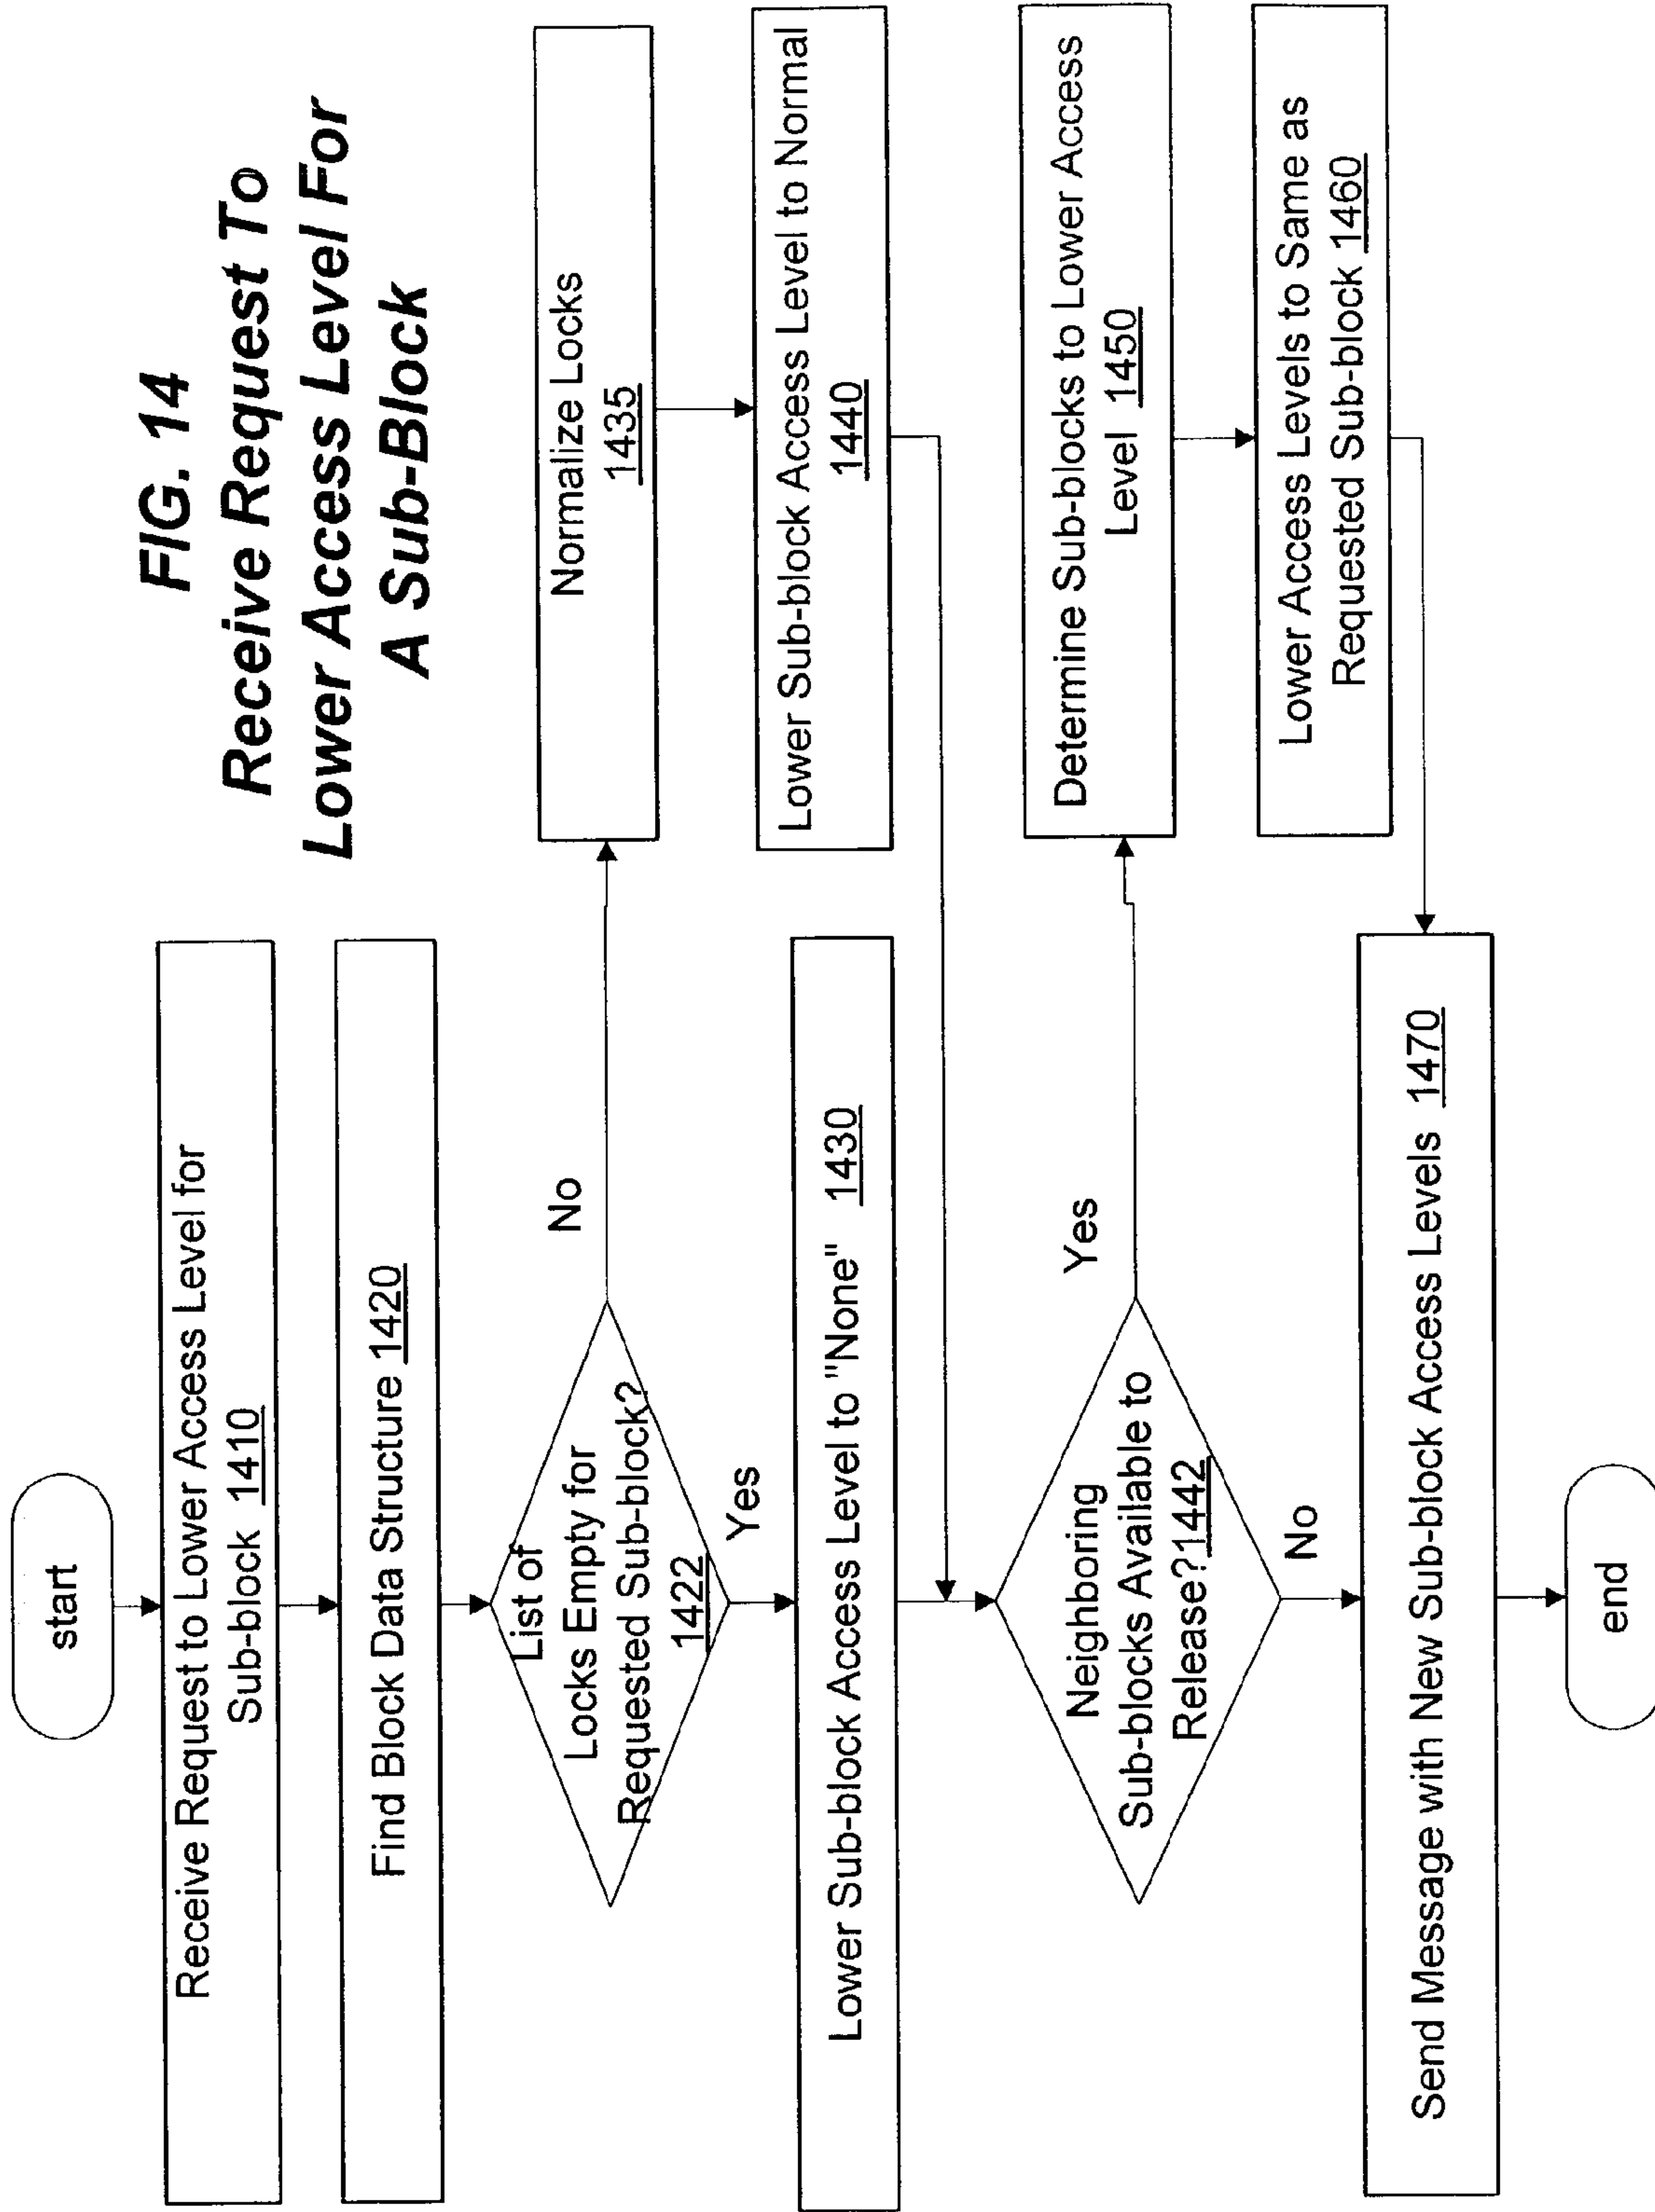 FIG. 14
Receive Request To
Lower Access Level For
A Sub-Block
start
Receive Request to Lower Access Level for
Sub-block 1410
Find Block Data Structure 1420
List of
Locks Empty for
Requested Sub-block?
1422
No
Yes
Normalize Locks
1435
Lower Sub-block Access Level to Normal
1440
Lower Sub-block Access Level to "None" 1430
Neighboring
Sub-blocks Available to
Release?1442
Yes
No
Determine Sub-blocks to Lower Access
Level 1450
Lower Access Levels to Same as
Requested Sub-block 1460
Send Message with New Sub-block Access Levels 1470
end